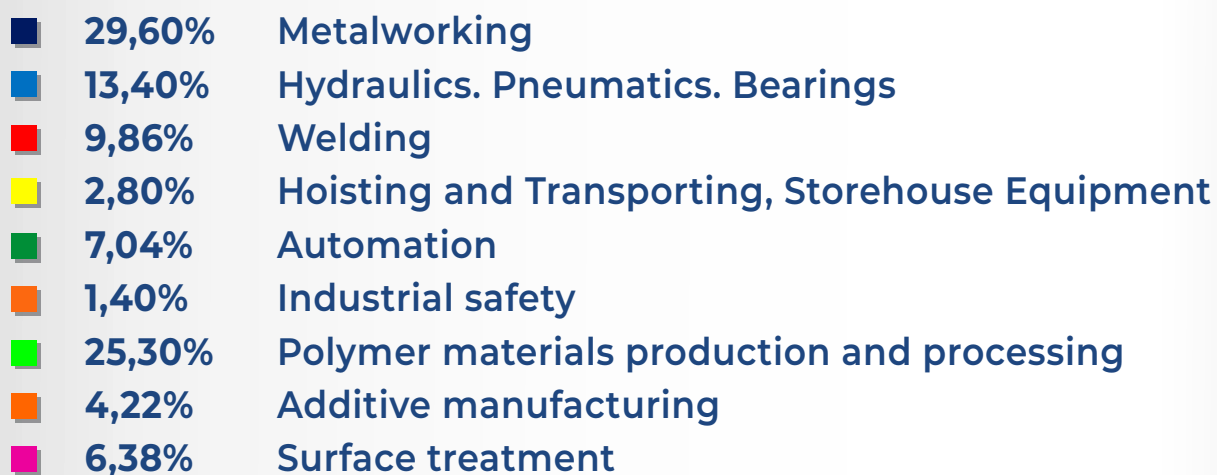 29,60% Metalworking
13,40% Hydraulics. Pneumatics. Bearings
9,86% Welding
2,80% Hoisting and Transporting, Storehouse Equipment
7,04% Automation
1,40% Industrial safety
25,30% Polymer materials production and processing
4,22% Additive manufacturing
6,38% Surface treatment